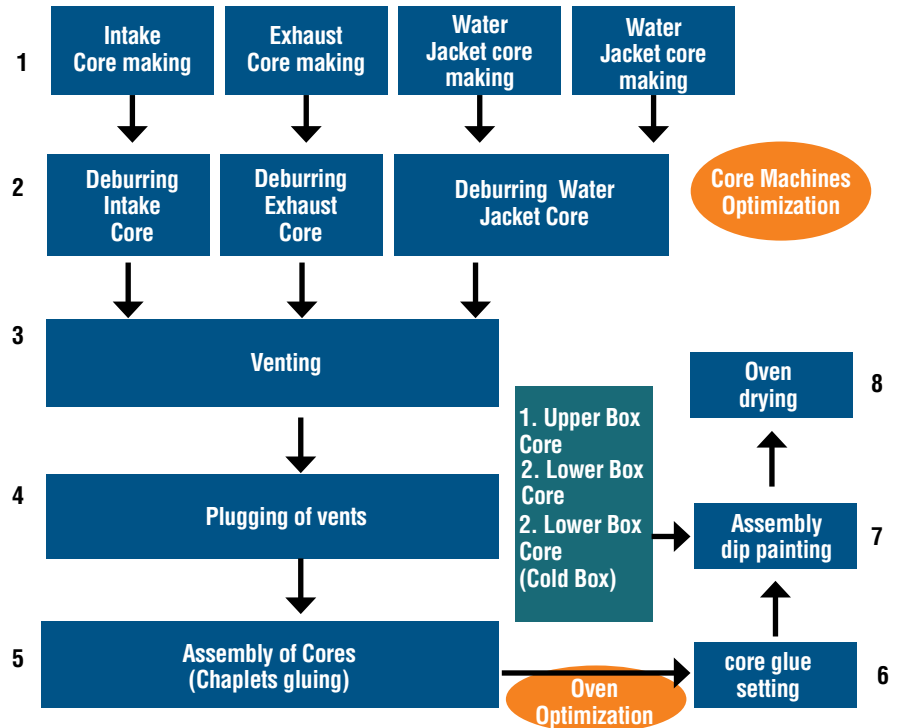 1
Intake
Core making
Exhaust
Core making
Water
Jacket core
making
Water
Jacket core
making
2
Deburring
Intake
Core
Deburring
Exhaust
Core
Deburring Water
Jacket Core
Core Machines
Optimization
3
Venting
4
Plugging of vents
5
Assembly of Cores
(Chaplets gluing)
Oven
Optimization
1. Upper Box
Core
2. Lower Box
Core
2. Lower Box
Core
(Cold Box)
core glue
setting
6
Assembly
dip painting
7
Oven
drying
8